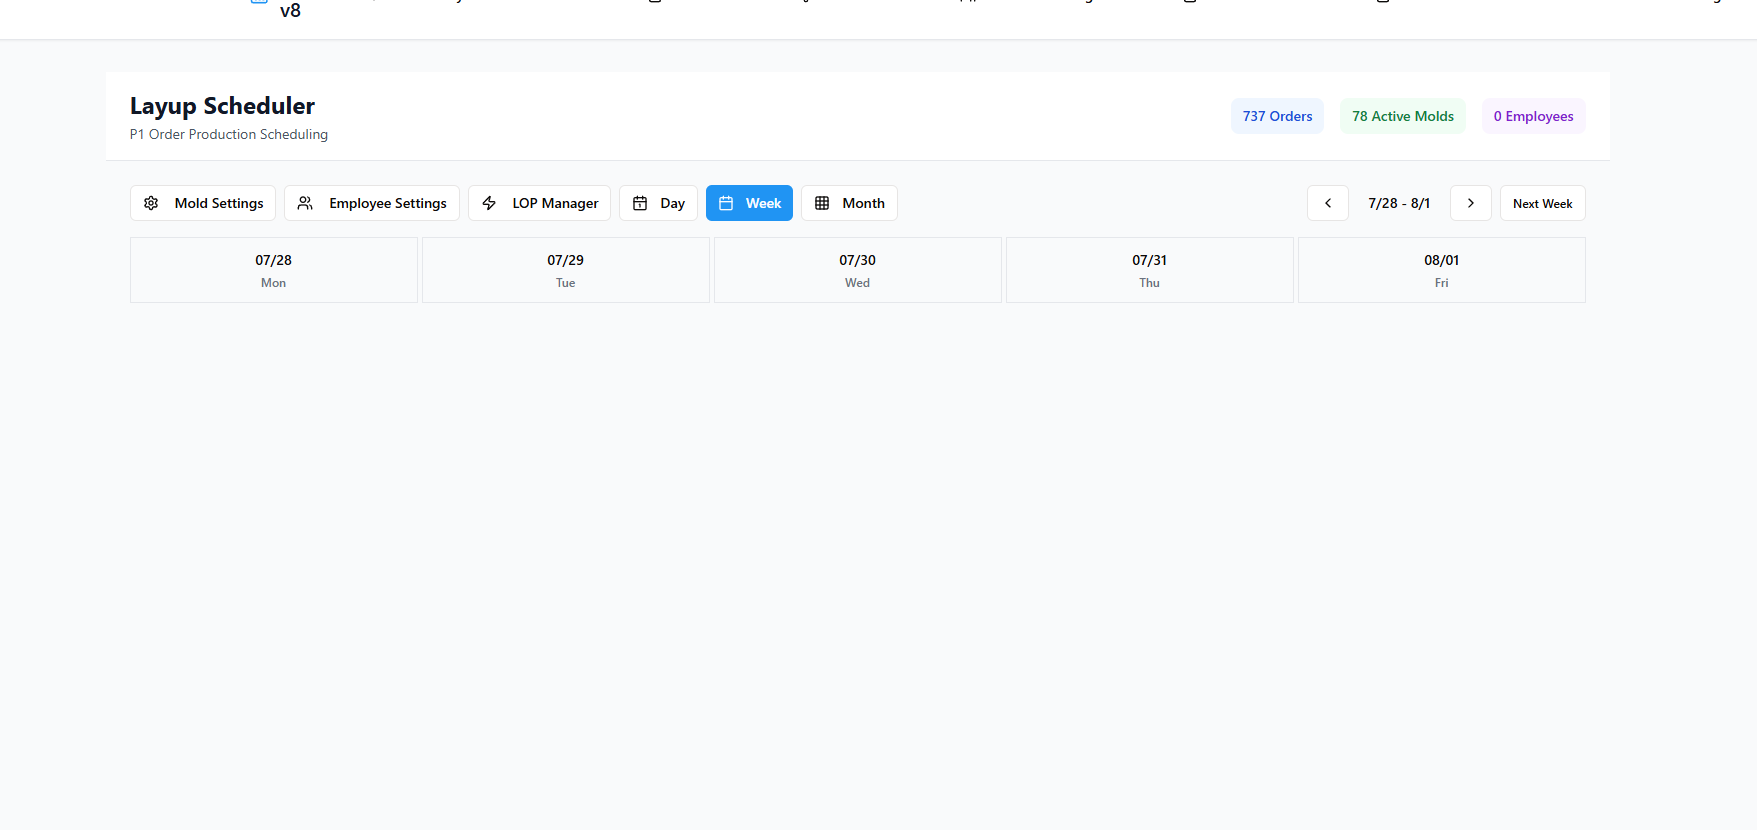 v8
Layup Scheduler
P1 Order Production Scheduling
737 Orders
78 Active Molds
0 Employees
Mold Settings
Employee Settings
LOP Manager
Day
Week
Month
7/28 - 8/1
Next Week
07/28
Mon
07/29
Tue
07/30
Wed
07/31
Thu
08/01
Fri